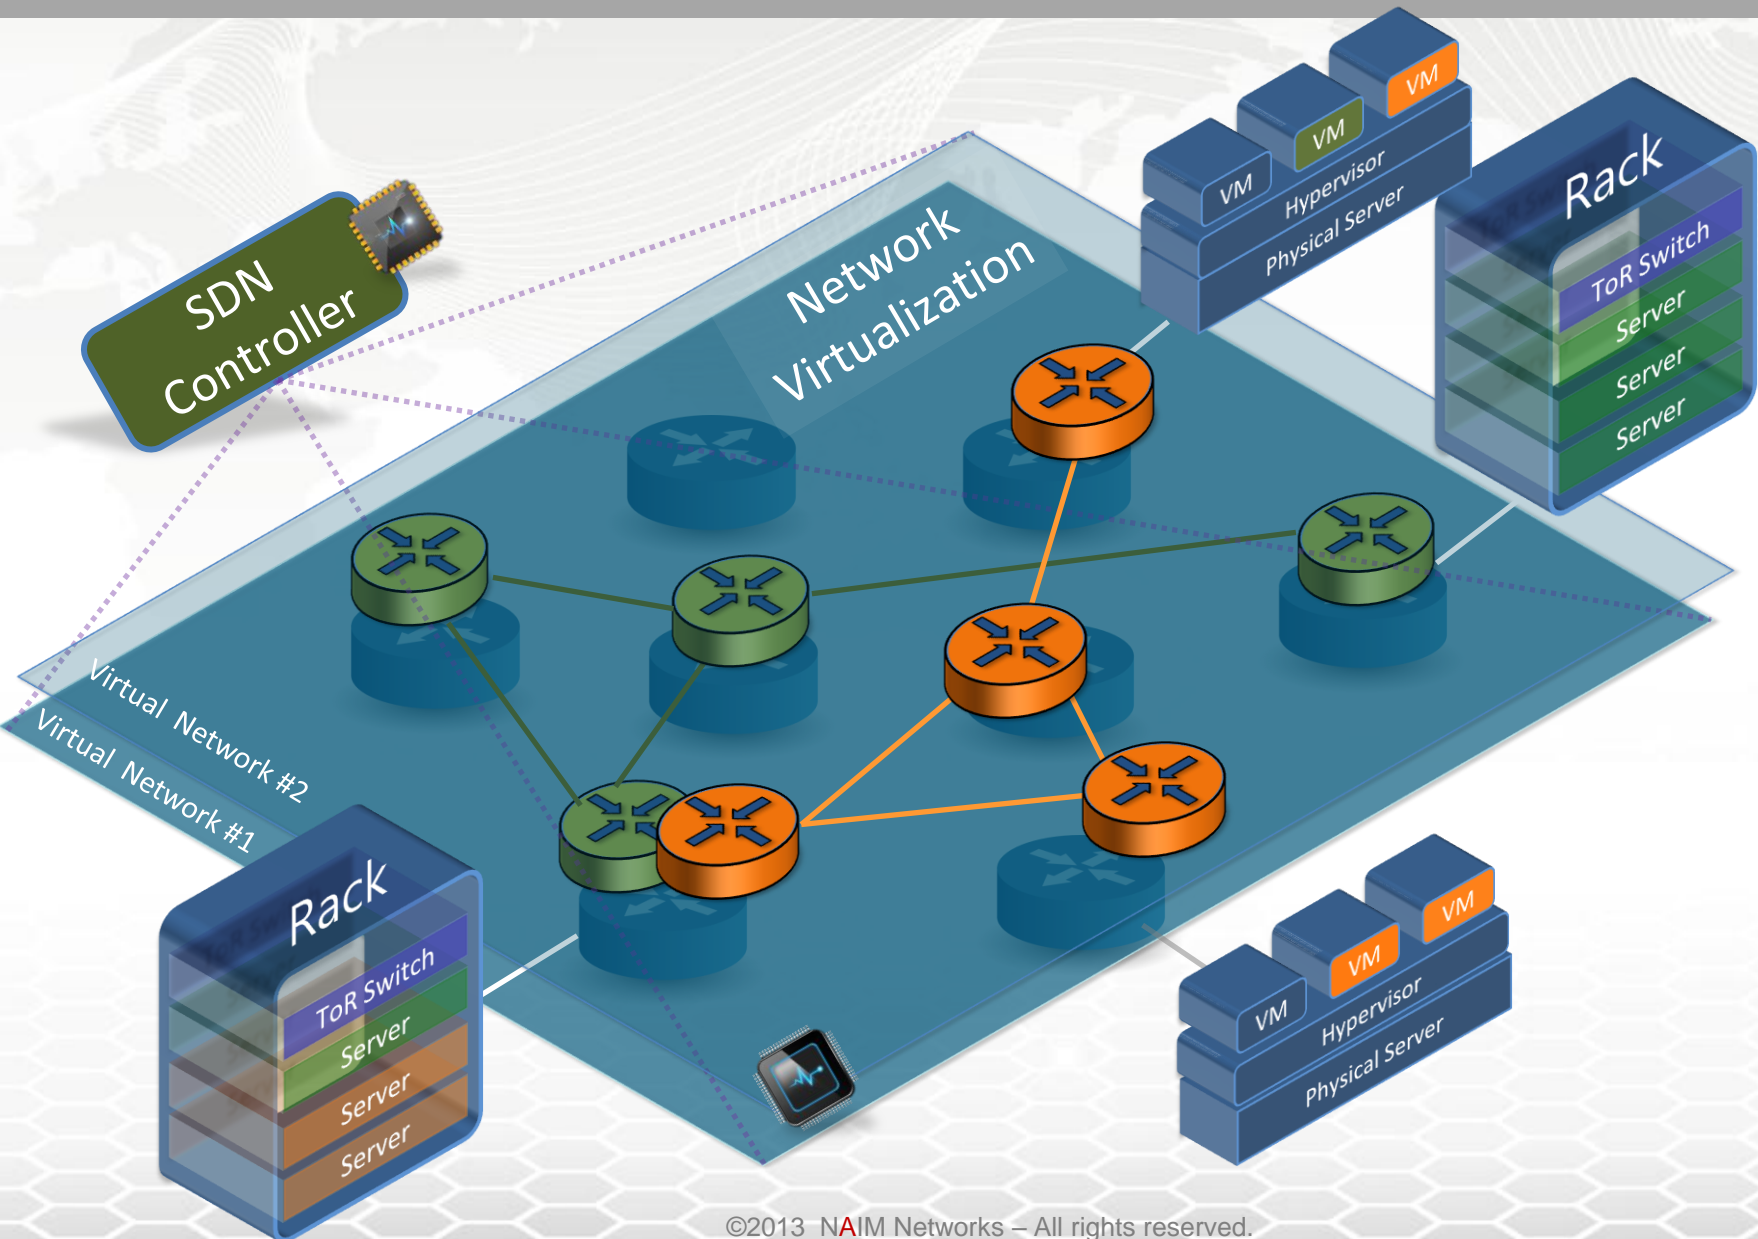 SDN
Controller
Network
Virtualization
VM
VM
VM
Hypervisor
Physical Server
Rack
ToR Switch
Server
Server
Server
Virtual Network #2
Virtual Network #1
Rack
ToR Switch
Server
Server
Server
VM
VM
VM
Hypervisor
Physical Server
©2013 NAIM Networks – All rights reserved.